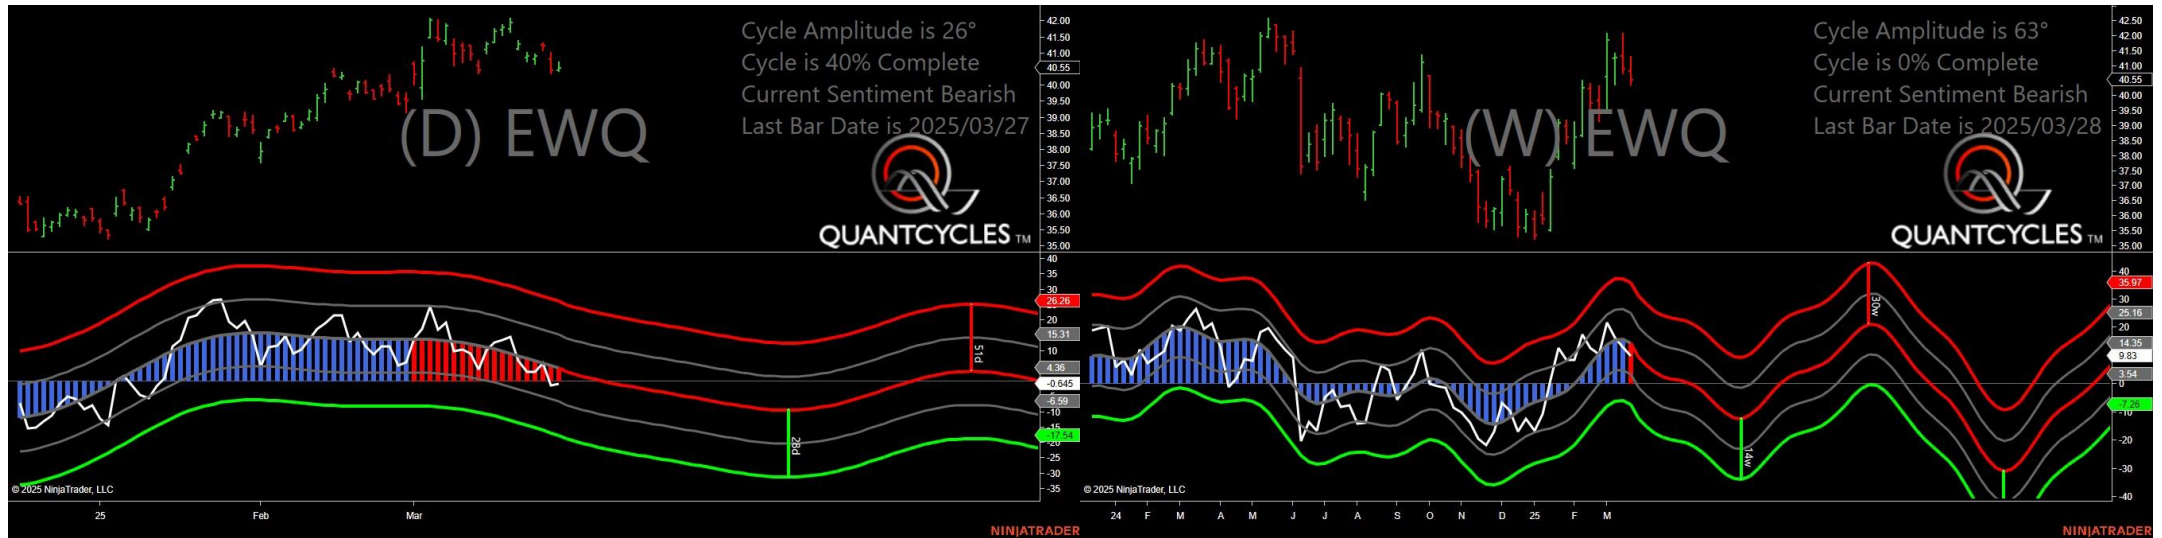 Cycle Amplitude is 26°
Cycle is 40% Complete
Current Sentiment Bearish
Last Bar Date is 2025/03/27
(D) EWQ
QUANTCYCLES TM
42.00
41.50
41.00
40.55
40.00
39.50
39.00
38.50
38.00
37.50
37.00
36.50
36.00
35.50
35.00
40
35
30
26.26
20
15.31
10
4.36
-0.645
-6.59
-10
-15
-17.54
-20
-25
-30
-35
28d
51d
© 2025 NinjaTrader, LLC
25 Feb Mar
NINJATRADER
Cycle Amplitude is 63°
Cycle is 0% Complete
Current Sentiment Bearish
Last Bar Date is 2025/03/28
(W) EWQ
QUANTCYCLES TM
42.50
42.00
41.50
41.00
40.55
40.00
39.50
39.00
38.50
38.00
37.50
37.00
36.50
36.00
35.50
35.00
40
35.97
30
25.16
20
14.35
9.83
3.54
0
-7.26
-10
-20
-30
-40
14w
30w
© 2025 NinjaTrader, LLC
24 F M A M J J A S O N D 25 F M
NINJATRADER